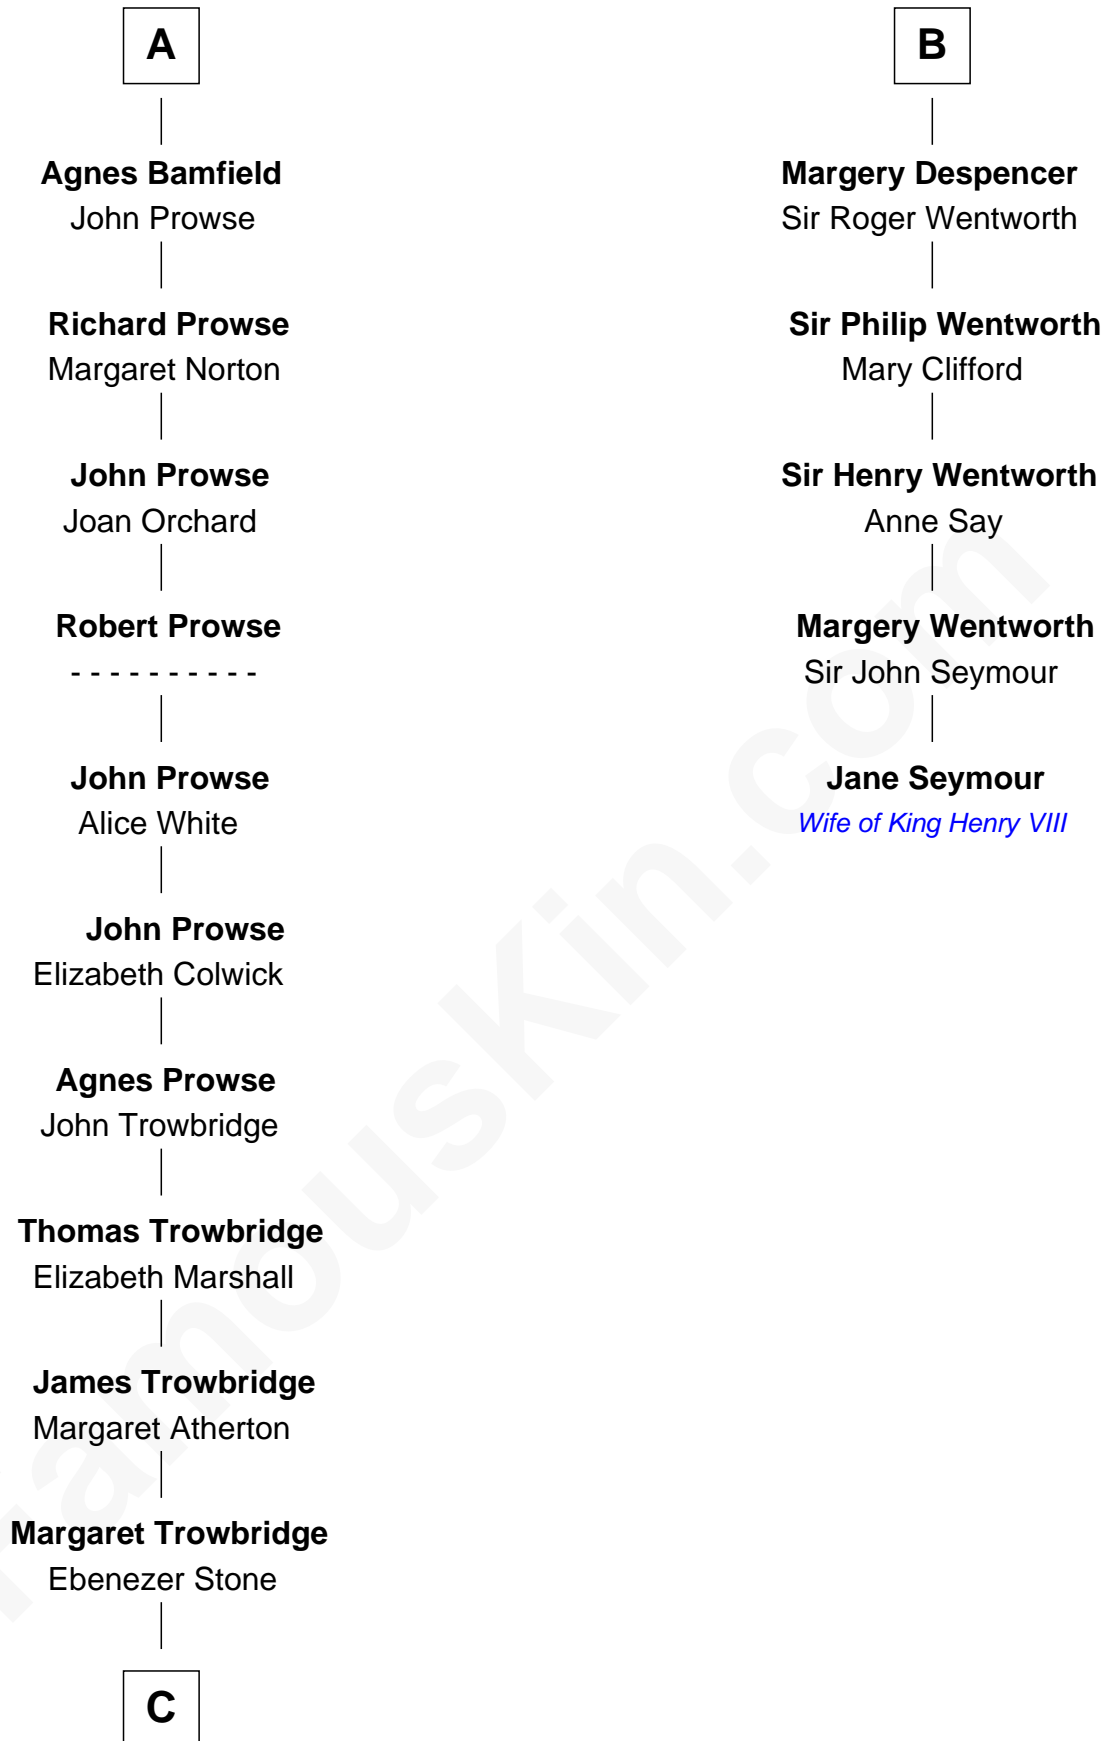 A
Agnes Bamfield
John Prowse
Richard Prowse
Margaret Norton
John Prowse
Joan Orchard
Robert Prowse
- - - - - - - - - -
John Prowse
Alice White
John Prowse
Elizabeth Colwick
Agnes Prowse
John Trowbridge
Thomas Trowbridge
Elizabeth Marshall
James Trowbridge
Margaret Atherton
Margaret Trowbridge
Ebenezer Stone
C
B
Margery Despencer
Sir Roger Wentworth
Sir Philip Wentworth
Mary Clifford
Sir Henry Wentworth
Anne Say
Margery Wentworth
Sir John Seymour
Jane Seymour
Wife of King Henry VIII
FamousKin.com